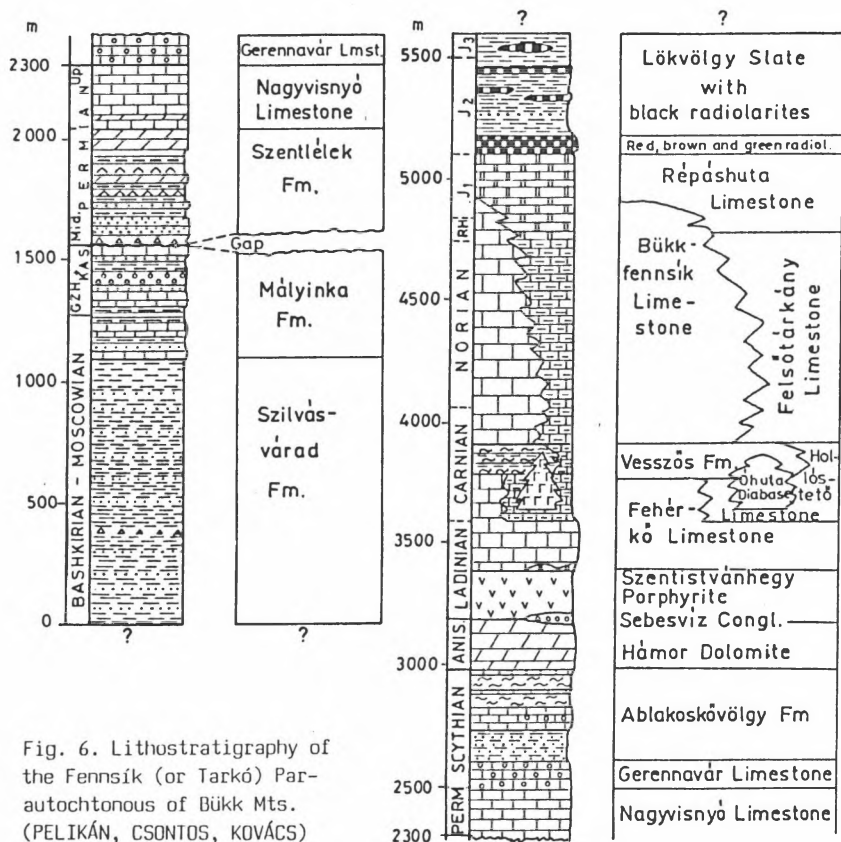 m
2300
2000
1500
1000
500
0
?
Up.
PERMIAN
Mid.
KAS.
GZH.
BASHKIRIAN - MOSCOWIAN
Gerennavár Lmst.
Nagyvisnyó
Limestone
Szentlélek
Fm.
Gap
Mályinka
Fm.
Szilvás-
várad
Fm.
?
Fig. 6. Lithostratigraphy of
the Fennsík (or Tarkó) Par-
autochtonous of Bükk Mts.
(PELIKÁN, CSONTOS, KOVÁCS)
m
?
5500
5000
4500
4000
3500
3000
2500
2300
J3
J2
J1
RH.
NORIAN
CARNIAN
LADINIAN
ANIS.
SCYTHIAN
PERM
?
Lökvölgy Slate
with
black radiolarites
Red, brown and green radiol.
Répáshuta
Limestone
Bükk-
fennsík
Lime-
stone
Felsőtárkány
Limestone
Vesszős Fm.
Hol-
lós-
tető
Óhuta
Diabase
Limestone
Fehér-
kő Limestone
Szentistvánhegy
Porphyrite
Sebesvíz Congl.
Hámor Dolomite
Ablakoskővölgy Fm
Gerennavár Limestone
Nagyvisnyó Limestone